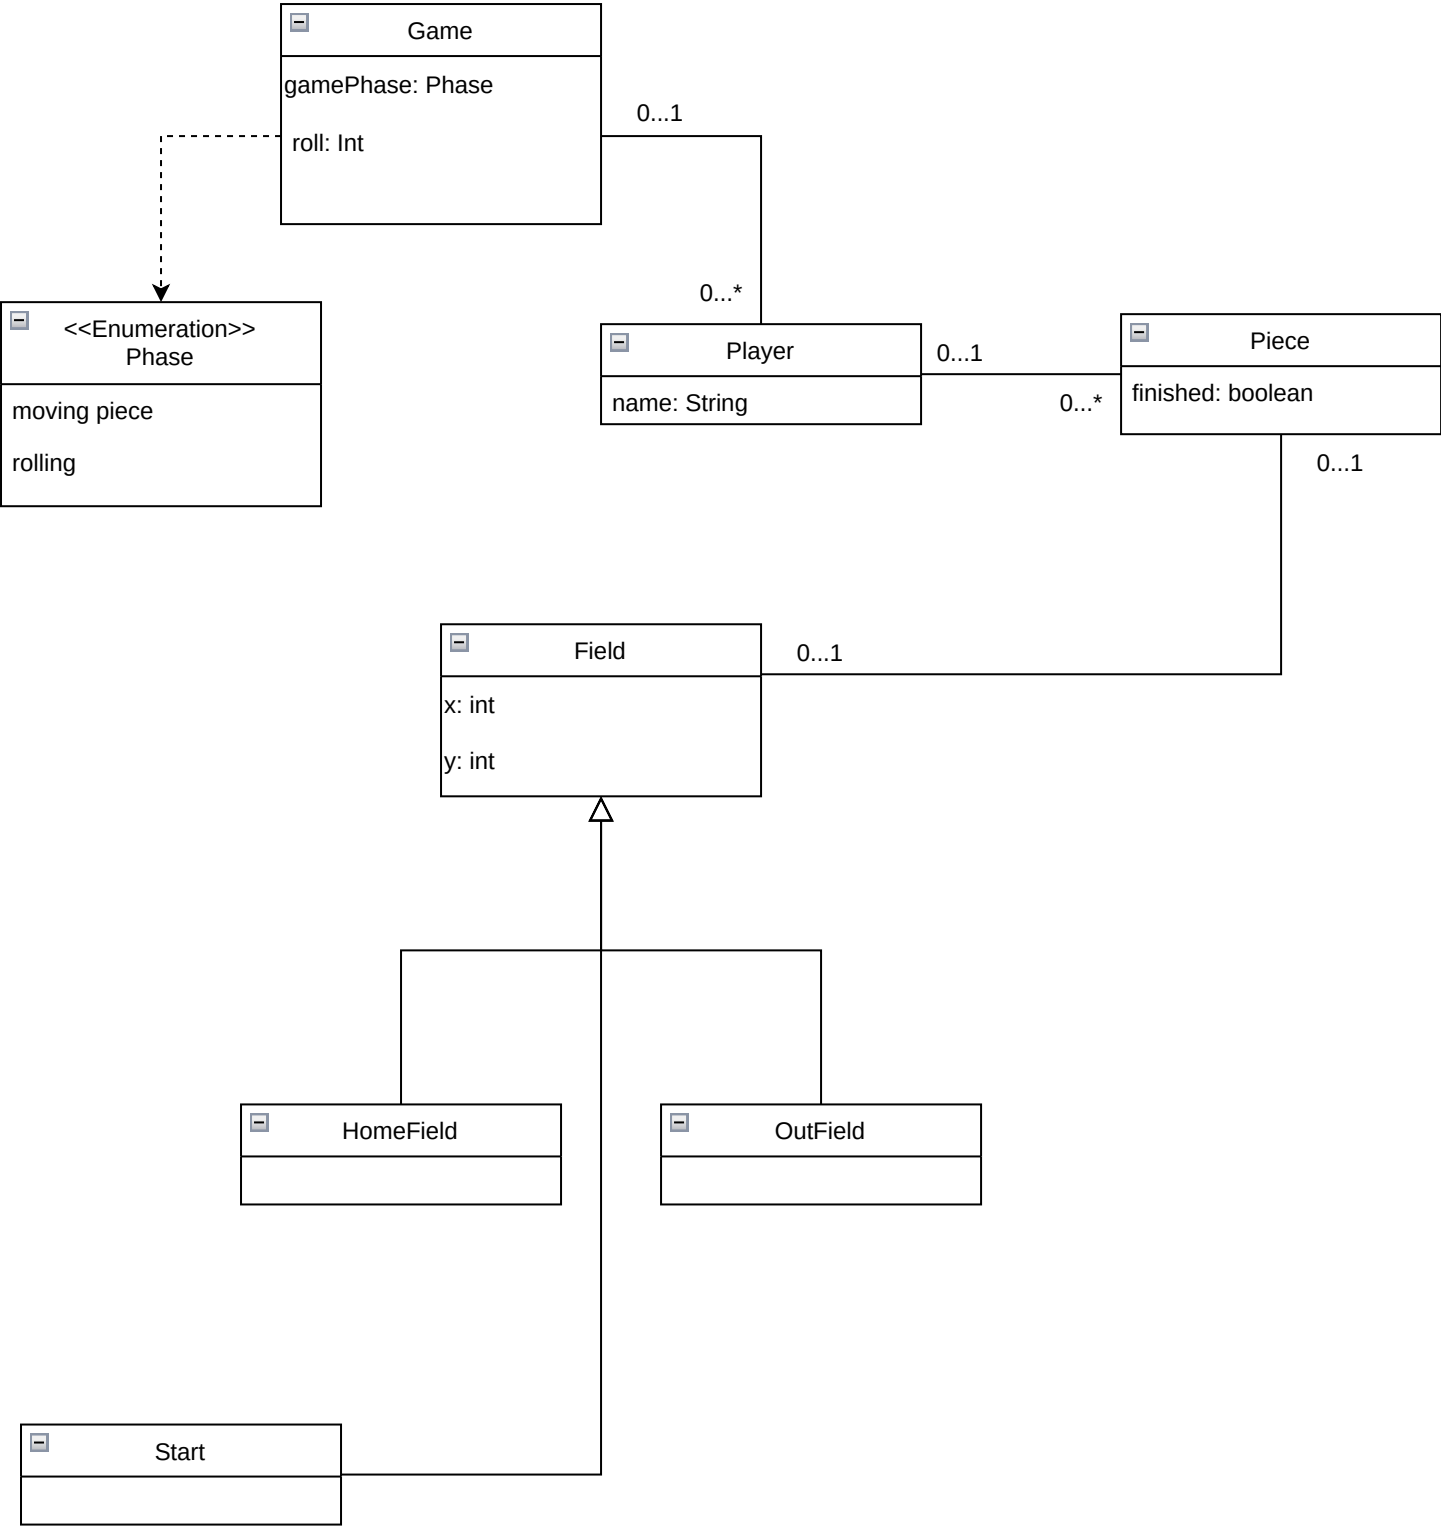 Game
gamePhase: Phase
roll: Int
0...1
0...*
<<Enumeration>>
Phase
moving piece
rolling
Player
name: String
0...1
0...*
Piece
finished: boolean
0...1
Field
x: int
y: int
0...1
HomeField
OutField
Start